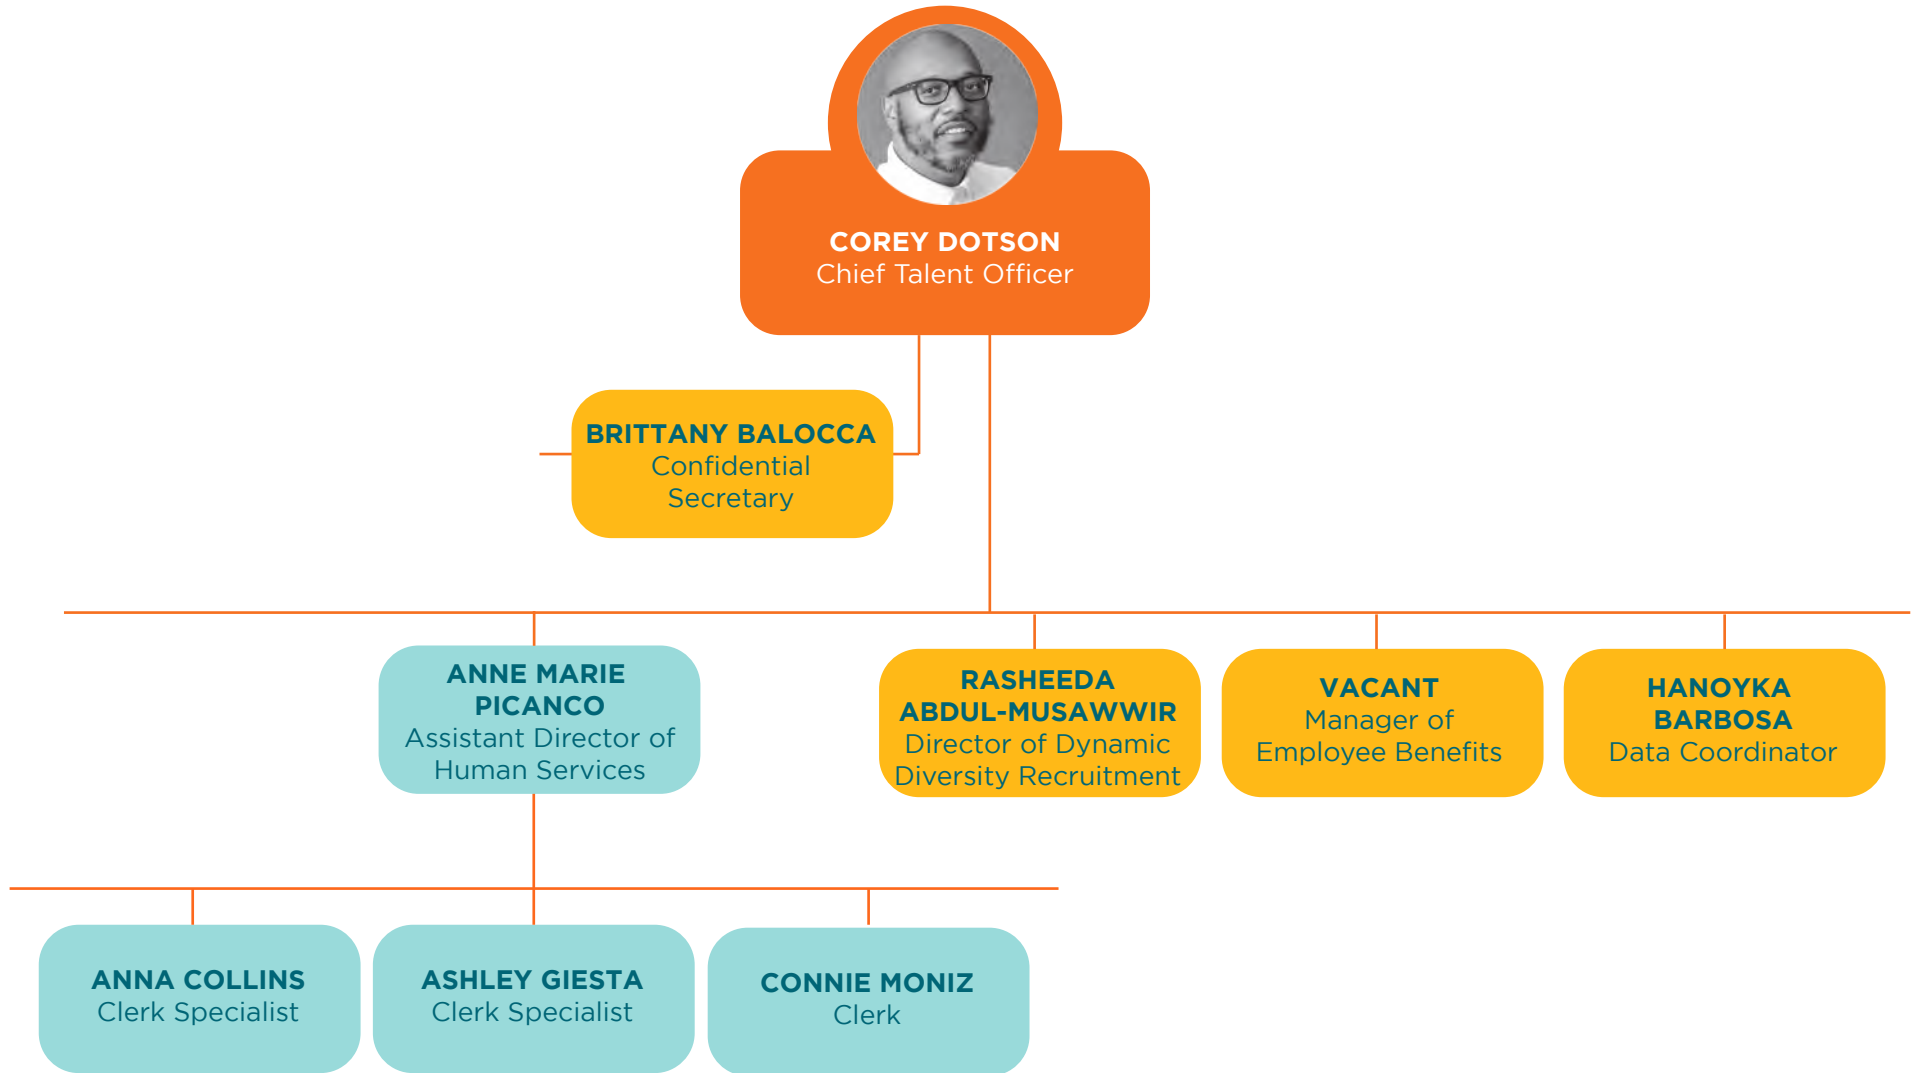 COREY DOTSON
Chief Talent Officer
BRITTANY BALOCCA
Confidential
Secretary
ANNE MARIE
PICANCO
Assistant Director of
Human Services
RASHEEDA
ABDUL-MUSAWWIR
Director of Dynamic
Diversity Recruitment
VACANT
Manager of
Employee Benefits
HANOYKA
BARBOSA
Data Coordinator
ANNA COLLINS
Clerk Specialist
ASHLEY GIESTA
Clerk Specialist
CONNIE MONIZ
Clerk